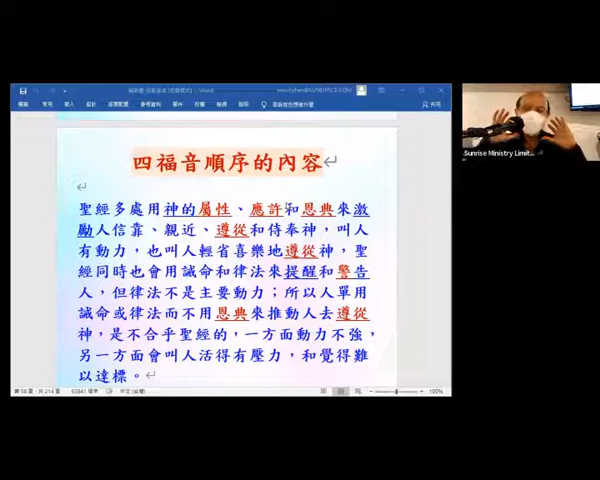 四福音順序的內容
聖經多處用神的屬性、應許和恩典來激
勵人信靠、親近、遵從和侍奉神，叫人
有動力，也叫人輕省喜樂地遵從神，聖
經同時也會用誡命和律法來提醒和警告
人，但律法不是主要動力；所以人單用
誡命或律法而不用恩典來推動人去遵從
神，是不合乎聖經的，一方面動力不強，
另一方面會叫人活得有壓力，和覺得難
以達標。
100%
Sunrise Ministry Limit...